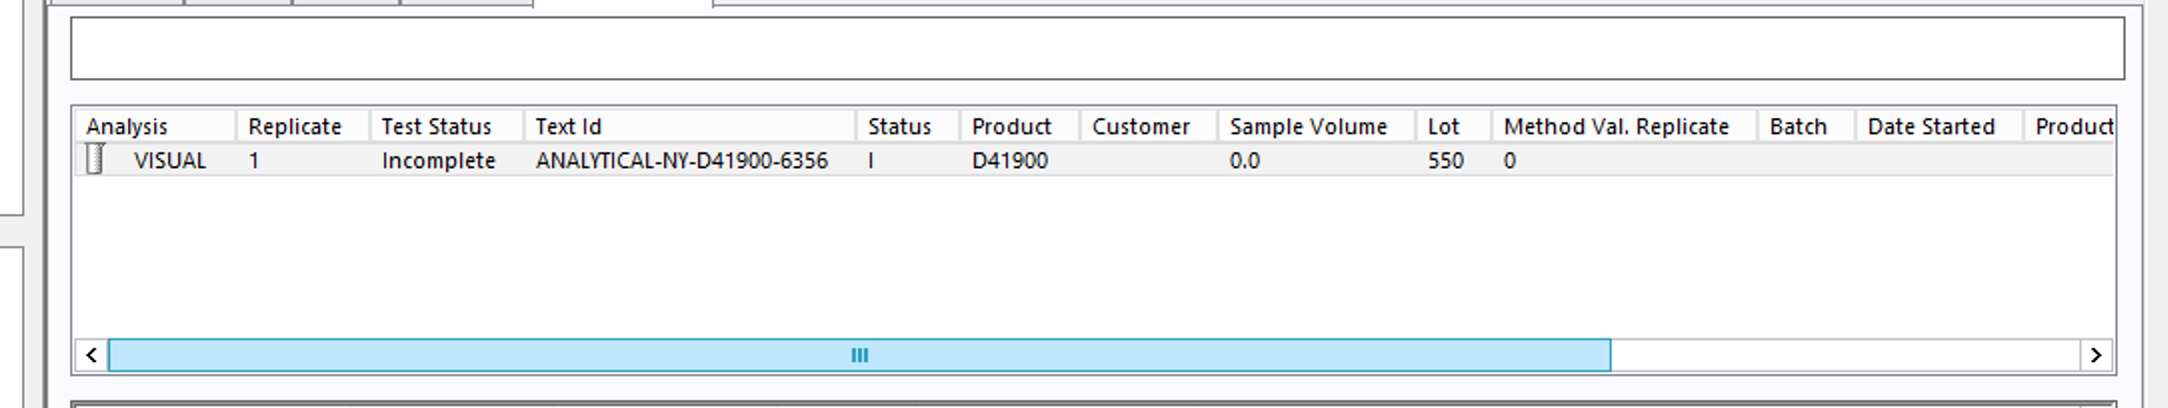 Analysis Replicate Test Status Text Id Status Product Customer Sample Volume Lot Method Val. Replicate Batch Date Started Product
VISUAL 1 Incomplete ANALYTICAL-NY-D41900-6356 I D41900 0.0 550 0